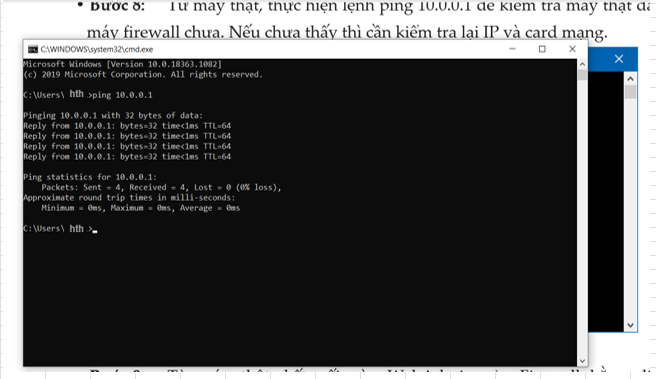 • Bước 8: Từ máy thật, thực hiện lệnh ping 10.0.0.1 để kiểm tra máy thật
máy firewall chưa. Nếu chưa thấy thì cần kiểm tra lại IP và card mạng.
C:\WINDOWS\system32\cmd.exe
Microsoft Windows [Version 10.0.18363.1082]
(c) 2019 Microsoft Corporation. All rights reserved.
C:\Users\ hth >ping 10.0.0.1
Pinging 10.0.0.1 with 32 bytes of data:
Reply from 10.0.0.1: bytes=32 time<1ms TTL=64
Reply from 10.0.0.1: bytes=32 time<1ms TTL=64
Reply from 10.0.0.1: bytes=32 time<1ms TTL=64
Reply from 10.0.0.1: bytes=32 time<1ms TTL=64
Ping statistics for 10.0.0.1:
Packets: Sent = 4, Received = 4, Lost = 0 (0% loss),
Approximate round trip times in milli-seconds:
Minimum = 0ms, Maximum = 0ms, Average = 0ms
C:\Users\ hth >